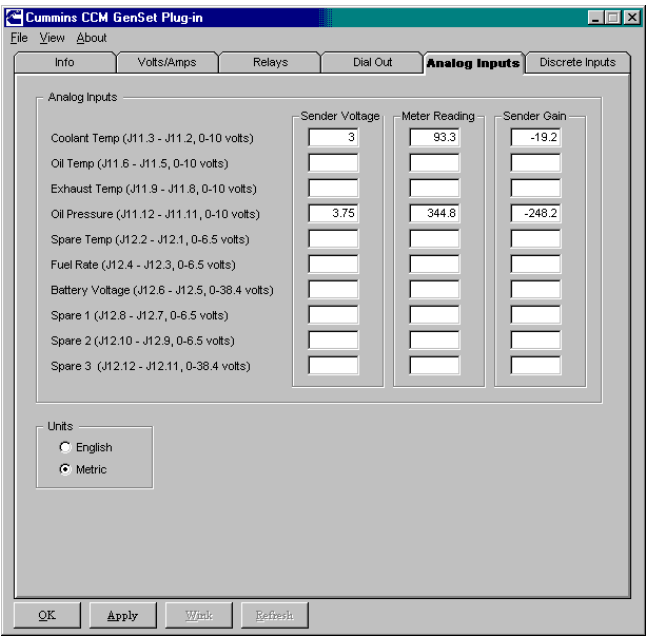 Cummins CCM GenSet Plug-in
File View About
Info Volts/Amps Relays Dial Out Analog Inputs Discrete Inputs
Analog Inputs
Sender Voltage Meter Reading Sender Gain
Coolant Temp (J11.3 - J11.2, 0-10 volts) 3 93.3 -19.2
Oil Temp (J11.6 - J11.5, 0-10 volts)
Exhaust Temp (J11.9 - J11.8, 0-10 volts)
Oil Pressure (J11.12 - J11.11, 0-10 volts) 3.75 344.8 -248.2
Spare Temp (J12.2 - J12.1, 0-6.5 volts)
Fuel Rate (J12.4 - J12.3, 0-6.5 volts)
Battery Voltage (J12.6 - J12.5, 0-38.4 volts)
Spare 1 (J12.8 - J12.7, 0-6.5 volts)
Spare 2 (J12.10 - J12.9, 0-6.5 volts)
Spare 3 (J12.12 - J12.11, 0-38.4 volts)
Units
English
Metric
OK Apply Wink Refresh